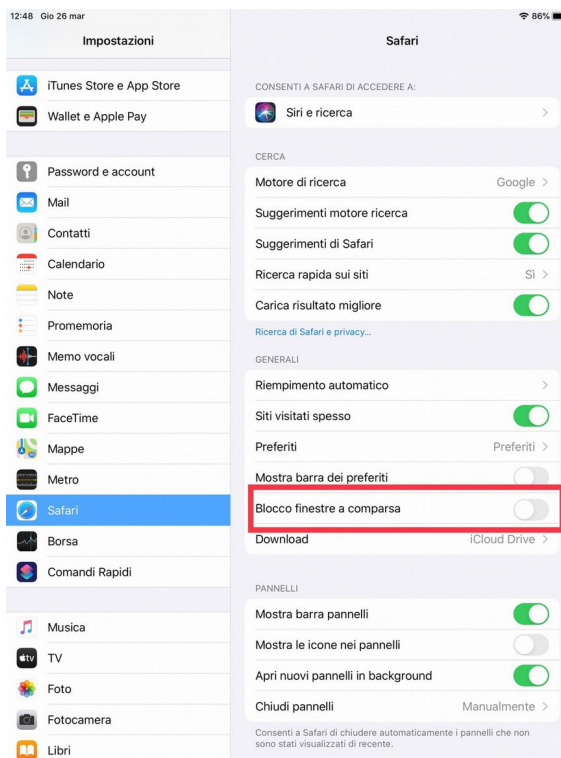 12:48 Gio 26 mar
86%
Impostazioni
iTunes Store e App Store
Wallet e Apple Pay
Password e account
Mail
Contatti
Calendario
Note
Promemoria
Memo vocali
Messaggi
FaceTime
Mappe
Metro
Safari
Borsa
Comandi Rapidi
Musica
tv TV
Foto
Fotocamera
Libri
Safari
CONSENTI A SAFARI DI ACCEDERE A:
Siri e ricerca
CERCA
Motore di ricerca Google
Suggerimenti motore ricerca
Suggerimenti di Safari
Ricerca rapida sui siti Sì
Carica risultato migliore
Ricerca di Safari e privacy...
GENERALI
Riempimento automatico
Siti visitati spesso
Preferiti Preferiti
Mostra barra dei preferiti
Blocco finestre a comparsa
Download iCloud Drive
PANNELLI
Mostra barra pannelli
Mostra le icone nei pannelli
Apri nuovi pannelli in background
Chiudi pannelli Manualmente
Consenti a Safari di chiudere automaticamente i pannelli che non
sono stati visualizzati di recente.